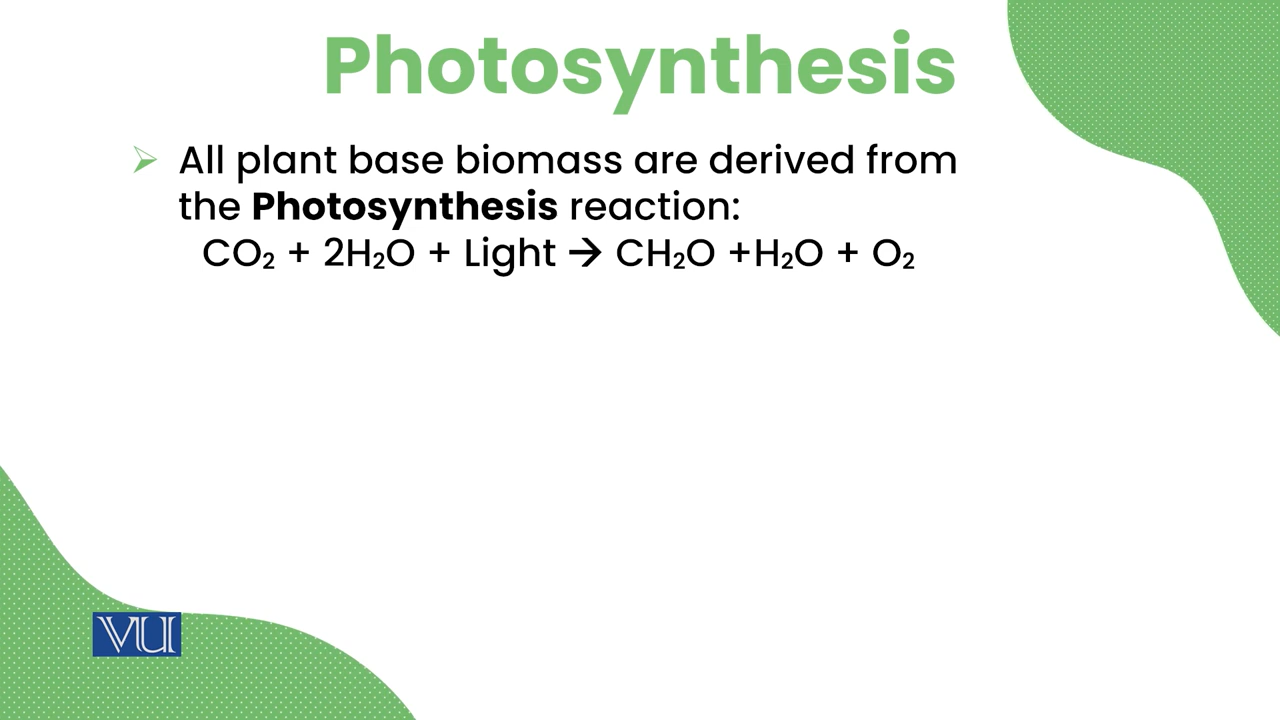 Photosynthesis
➢ All plant base biomass are derived from
the Photosynthesis reaction:
CO₂ + 2H₂O + Light → CH₂O +H₂O + O₂
VU